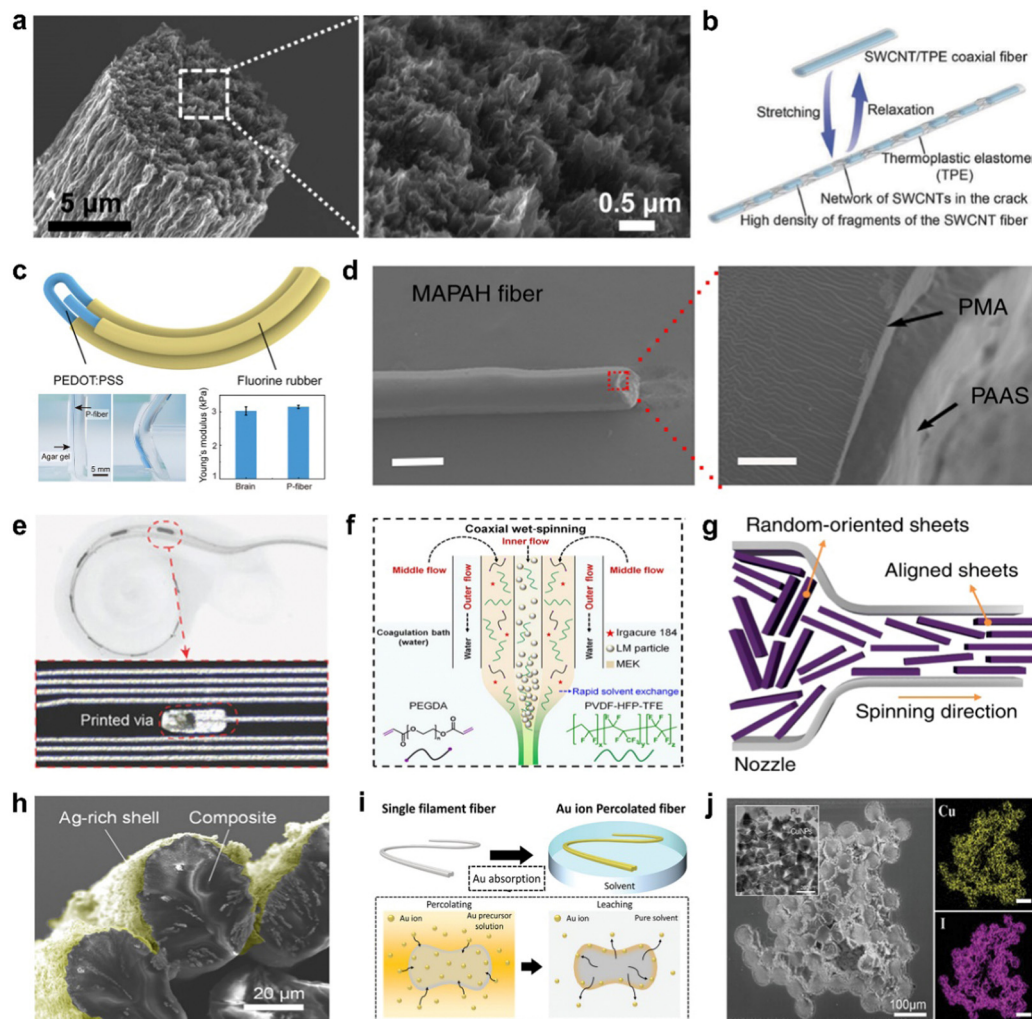 a
5 µm
0.5 µm
b
SWCNT/TPE coaxial fiber
Stretching
Relaxation
Thermoplastic elastomer
(TPE)
Network of SWCNTs in the crack
High density of fragments of the SWCNT fiber
c
PEDOT:PSS
Fluorine rubber
P-fiber
Agar gel
5 mm
Young's modulus (kPa)
3
2
1
Brain
P-fiber
d
MAPAH fiber
PMA
PAAS
e
Printed via
f
Coaxial wet-spinning
Inner flow
Middle flow
Middle flow
Outer flow
Outer flow
Coagulation bath
(water)
Water
Water
Irgacure 184
LM particle
MEK
Rapid solvent exchange
PEGDA
PVDF-HFP-TFE
g
Random-oriented sheets
Aligned sheets
Spinning direction
Nozzle
h
Ag-rich shell
Composite
20 µm
i
Single filament fiber
Au ion Percolated fiber
Au absorption
Solvent
Percolating
Leaching
Au ion
Au precursor
solution
Au ion
Pure solvent
j
PU
CuNPs
100µm
Cu
I